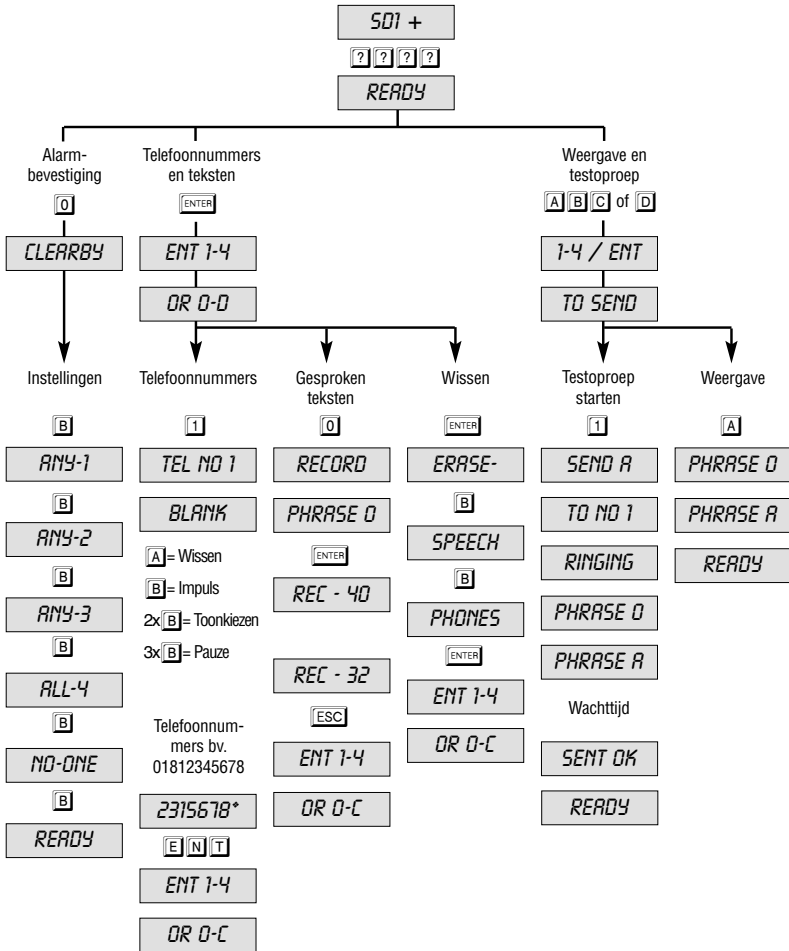 SD1 +
? ? ? ?
READY
Alarm-
bevestiging
0
CLEARBY
Telefoonnummers
en teksten
ENTER
ENT 1-4
OR 0-D
Weergave en
testoproep
A B C of D
1-4 / ENT
TO SEND
Instellingen
B
ANY-1
B
ANY-2
B
ANY-3
B
ALL-4
B
NO-ONE
B
READY
Telefoonnummers
1
TEL NO 1
BLANK
A = Wissen
B = Impuls
2x B = Toonkiezen
3x B = Pauze
Telefoonnum-
mers bv.
01812345678
2315678*
E N T
ENT 1-4
OR 0-C
Gesproken
teksten
0
RECORD
PHRASE 0
ENTER
REC - 40
REC - 32
ESC
ENT 1-4
OR 0-C
Wissen
ENTER
ERASE-
B
SPEECH
B
PHONES
ENTER
ENT 1-4
OR 0-C
Testoproep
starten
1
SEND A
TO NO 1
RINGING
PHRASE 0
PHRASE A
Wachttijd
SENT OK
READY
Weergave
A
PHRASE 0
PHRASE A
READY